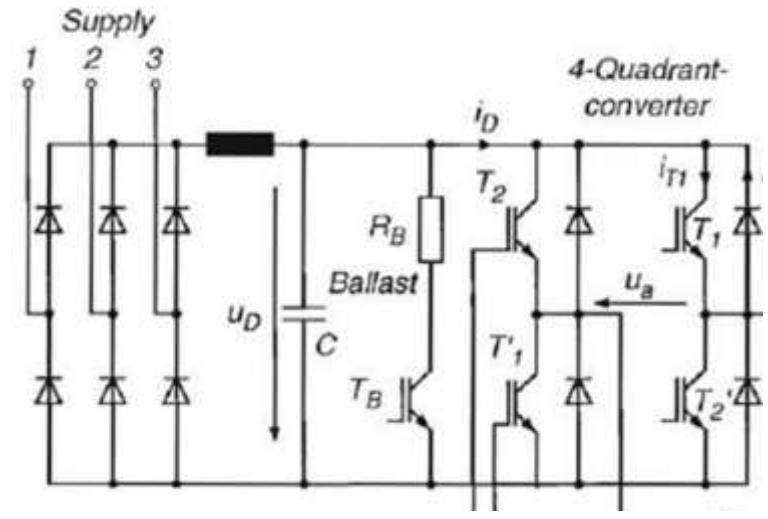 Supply
1 2 3
4-Quadrant-
converter
i_D
T_2
i_T1
T_1
R_B
Ballast
u_a
u_D
C
T'_1
T_B
T_2'